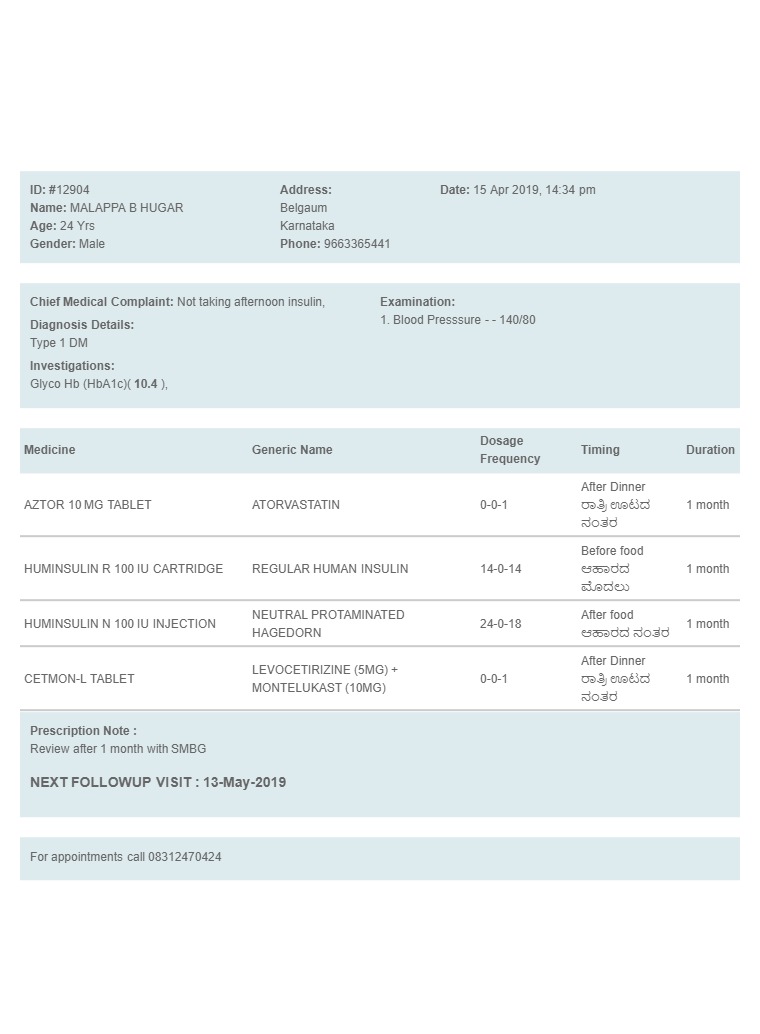 ID: #12904
Name: MALAPPA B HUGAR
Age: 24 Yrs
Gender: Male
Address:
Belgaum
Karnataka
Phone: 9663365441
Date: 15 Apr 2019, 14:34 pm
Chief Medical Complaint: Not taking afternoon insulin,
Diagnosis Details:
Type 1 DM
Investigations:
Glyco Hb (HbA1c)( 10.4 ),
Examination:
1. Blood Presssure - - 140/80
Medicine Generic Name Dosage Frequency Timing Duration
AZTOR 10 MG TABLET ATORVASTATIN 0-0-1 After Dinner 1 month
ರಾತ್ರಿ ಊಟದ
ನಂತರ
HUMINSULIN R 100 IU CARTRIDGE REGULAR HUMAN INSULIN 14-0-14 Before food 1 month
ಆಹಾರದ
ಮೊದಲು
HUMINSULIN N 100 IU INJECTION NEUTRAL PROTAMINATED HAGEDORN 24-0-18 After food 1 month
ಆಹಾರದ ನಂತರ
CETMON-L TABLET LEVOCETIRIZINE (5MG) + MONTELUKAST (10MG) 0-0-1 After Dinner 1 month
ರಾತ್ರಿ ಊಟದ
ನಂತರ
Prescription Note :
Review after 1 month with SMBG
NEXT FOLLOWUP VISIT : 13-May-2019
For appointments call 08312470424